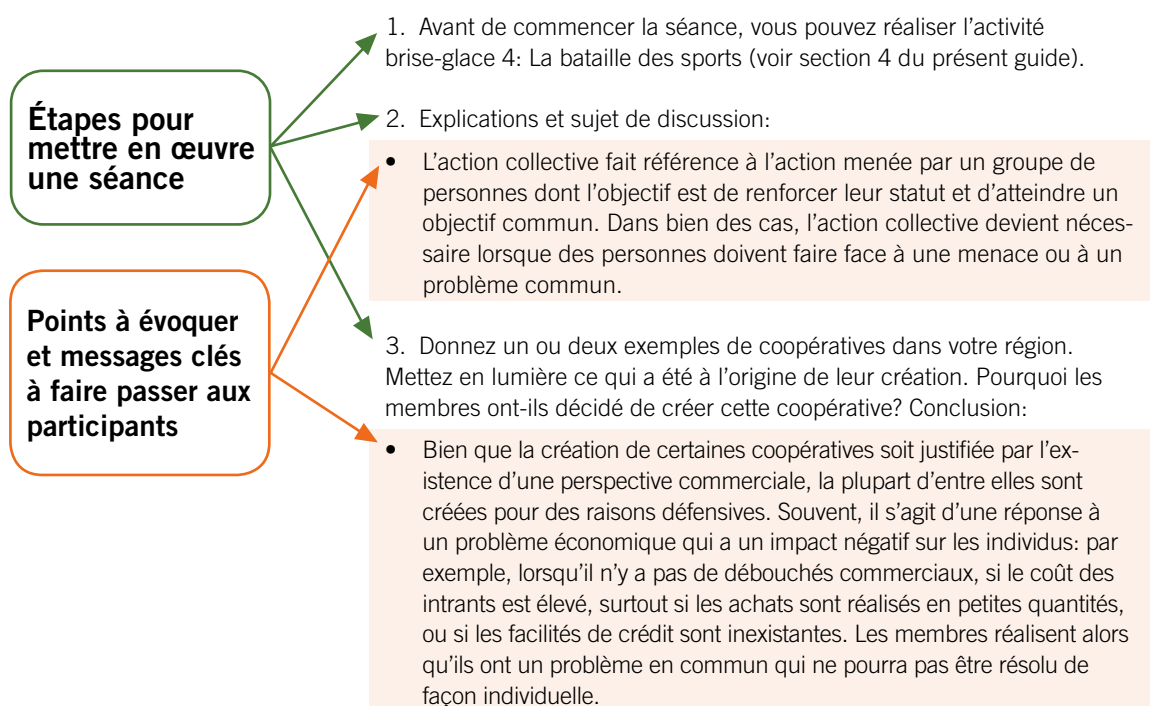 1. Avant de commencer la séance, vous pouvez réaliser l'activité
brise-glace 4: La bataille des sports (voir section 4 du présent guide).
Étapes pour
mettre en œuvre
une séance
2. Explications et sujet de discussion:
• L'action collective fait référence à l'action menée par un groupe de
personnes dont l'objectif est de renforcer leur statut et d'atteindre un
objectif commun. Dans bien des cas, l'action collective devient néces-
saire lorsque des personnes doivent faire face à une menace ou à un
problème commun.
Points à évoquer
et messages clés
à faire passer aux
participants
3. Donnez un ou deux exemples de coopératives dans votre région.
Mettez en lumière ce qui a été à l'origine de leur création. Pourquoi les
membres ont-ils décidé de créer cette coopérative? Conclusion:
• Bien que la création de certaines coopératives soit justifiée par l'ex-
istence d'une perspective commerciale, la plupart d'entre elles sont
créées pour des raisons défensives. Souvent, il s'agit d'une réponse à
un problème économique qui a un impact négatif sur les individus: par
exemple, lorsqu'il n'y a pas de débouchés commerciaux, si le coût des
intrants est élevé, surtout si les achats sont réalisés en petites quantités,
ou si les facilités de crédit sont inexistantes. Les membres réalisent alors
qu'ils ont un problème en commun qui ne pourra pas être résolu de
façon individuelle.